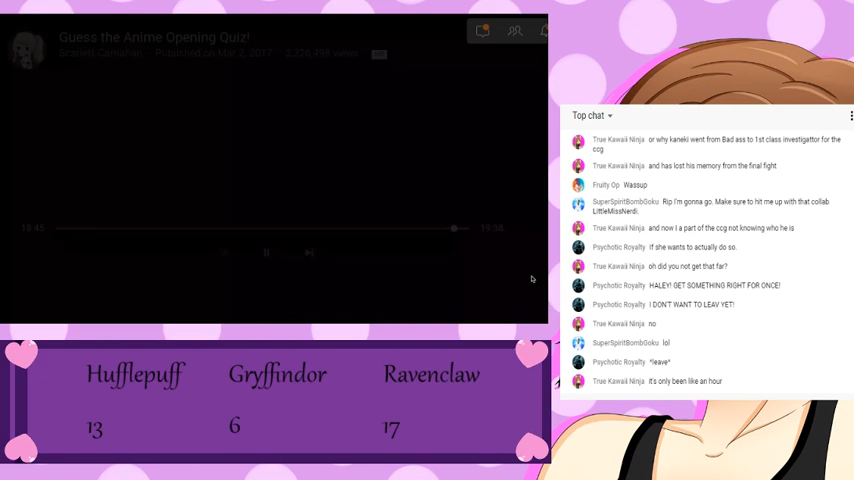 Guess the Anime Opening Quiz!
Scarlett Carnahan Published on Mar 2, 2017 3,376,498 views
18:45 19:38
Top chat
True Kawaii Ninja or why kaneki went from Bad ass to 1st class investigattor for the
ccg
True Kawaii Ninja and has lost his memory from the final fight
Fruity Op Wassup
SuperSpiritBombGoku Rip I'm gonna go. Make sure to hit me up with that collab
LittleMissNerdi.
True Kawaii Ninja and now I a part of the ccg not knowing who he is
Psychotic Royalty If she wants to actually do so.
True Kawaii Ninja oh did you not get that far?
Psychotic Royalty HALEY! GET SOMETHING RIGHT FOR ONCE!
Psychotic Royalty I DON'T WANT TO LEAV YET!
True Kawaii Ninja no
SuperSpiritBombGoku lol
Psychotic Royalty *leave*
True Kawaii Ninja it's only been like an hour
Hufflepuff Gryffindor Ravenclaw
13 6 17